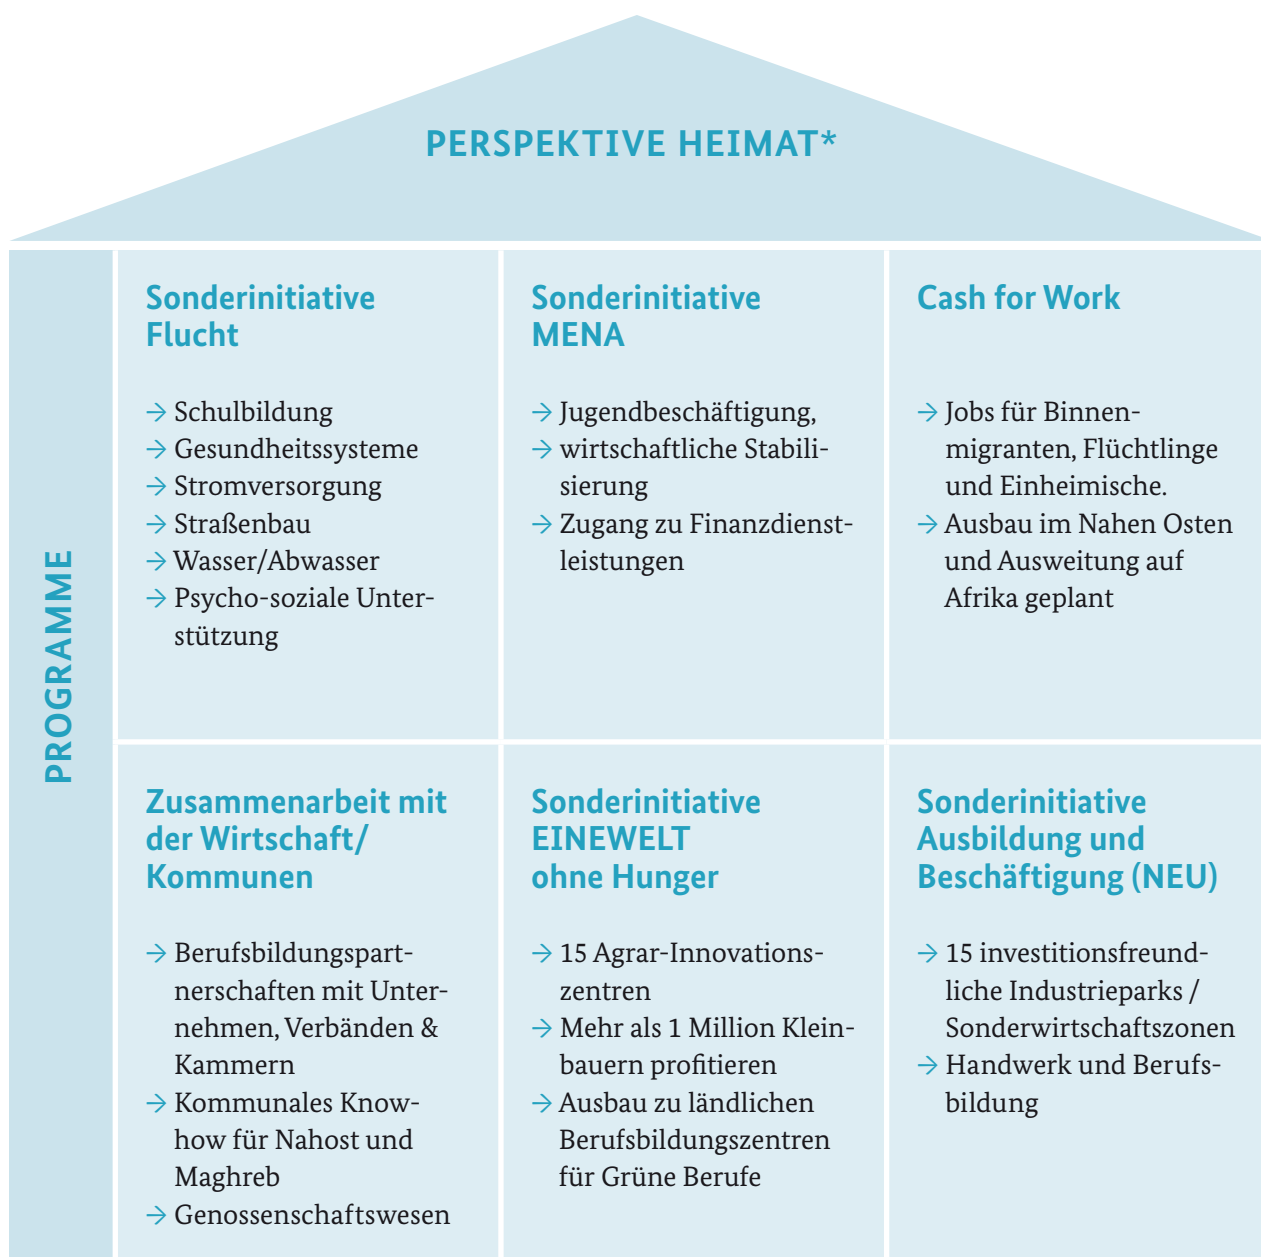 PERSPEKTIVE HEIMAT*
PROGRAMME
Sonderinitiative
Flucht
→ Schulbildung
→ Gesundheitssysteme
→ Stromversorgung
→ Straßenbau
→ Wasser/Abwasser
→ Psycho-soziale Unter-
stützung
Sonderinitiative
MENA
→ Jugendbeschäftigung,
→ wirtschaftliche Stabili-
sierung
→ Zugang zu Finanzdienst-
leistungen
Cash for Work
→ Jobs für Binnen-
migranten, Flüchtlinge
und Einheimische.
→ Ausbau im Nahen Osten
und Ausweitung auf
Afrika geplant
Zusammenarbeit mit
der Wirtschaft/
Kommunen
→ Berufsbildungspart-
nerschaften mit Unter-
nehmen, Verbänden &
Kammern
→ Kommunales Know-
how für Nahost und
Maghreb
→ Genossenschaftswesen
Sonderinitiative
EINEWELT
ohne Hunger
→ 15 Agrar-Innovations-
zentren
→ Mehr als 1 Million Klein-
bauern profitieren
→ Ausbau zu ländlichen
Berufsbildungszentren
für Grüne Berufe
Sonderinitiative
Ausbildung und
Beschäftigung (NEU)
→ 15 investitionsfreund-
liche Industrieparks /
Sonderwirtschaftszonen
→ Handwerk und Berufs-
bildung